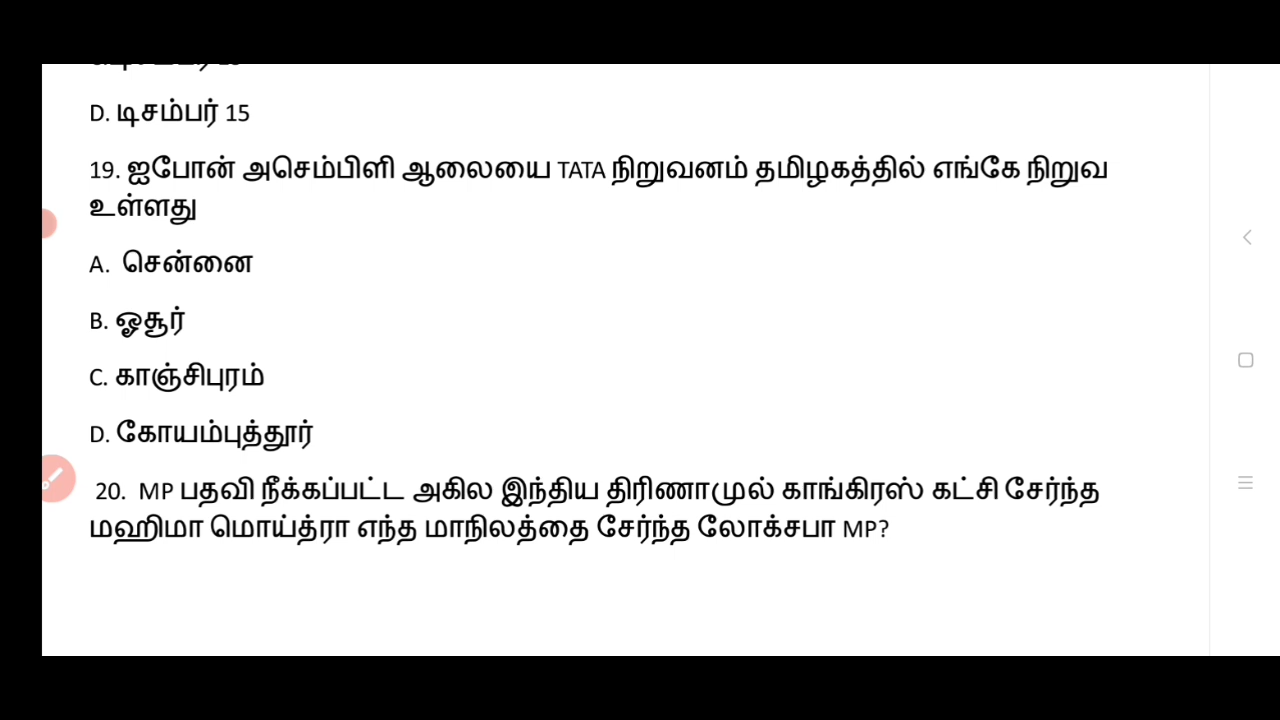 D. டிசம்பர் 15
19. ஐபோன் அசெம்பிளி ஆலையை TATA நிறுவனம் தமிழகத்தில் எங்கே நிறுவ
உள்ளது
A. சென்னை
B. ஓசூர்
C. காஞ்சிபுரம்
D. கோயம்புத்தூர்
20. MP பதவி நீக்கப்பட்ட அகில இந்திய திரிணாமுல் காங்கிரஸ் கட்சி சேர்ந்த
மஹிமா மொய்த்ரா எந்த மாநிலத்தை சேர்ந்த லோக்சபா MP?